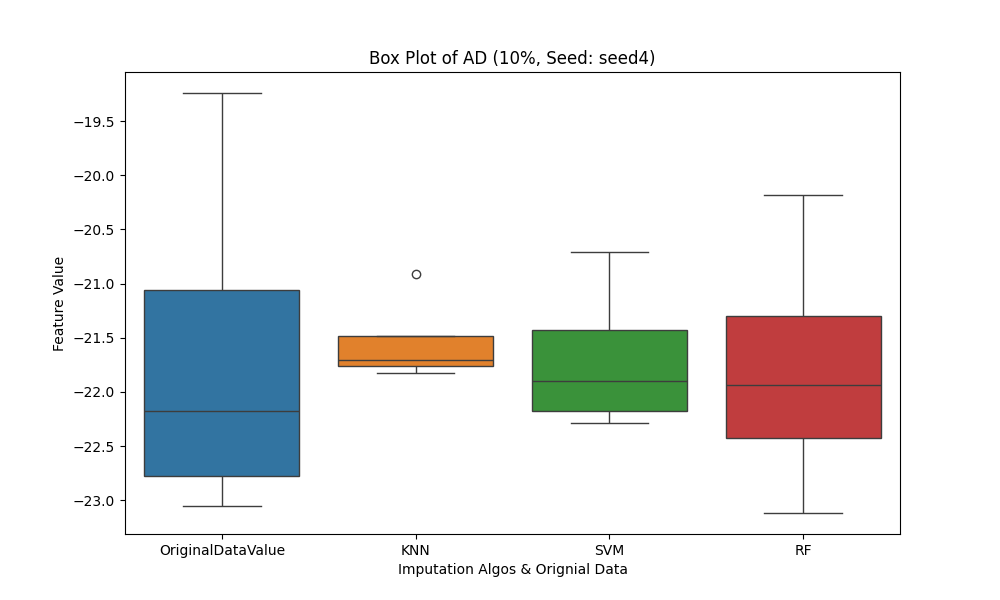 Box Plot of AD (10%, Seed: seed4)
Feature Value
−19.5
−20.0
−20.5
−21.0
−21.5
−22.0
−22.5
−23.0
OriginalDataValue KNN SVM RF
Imputation Algos & Orignial Data